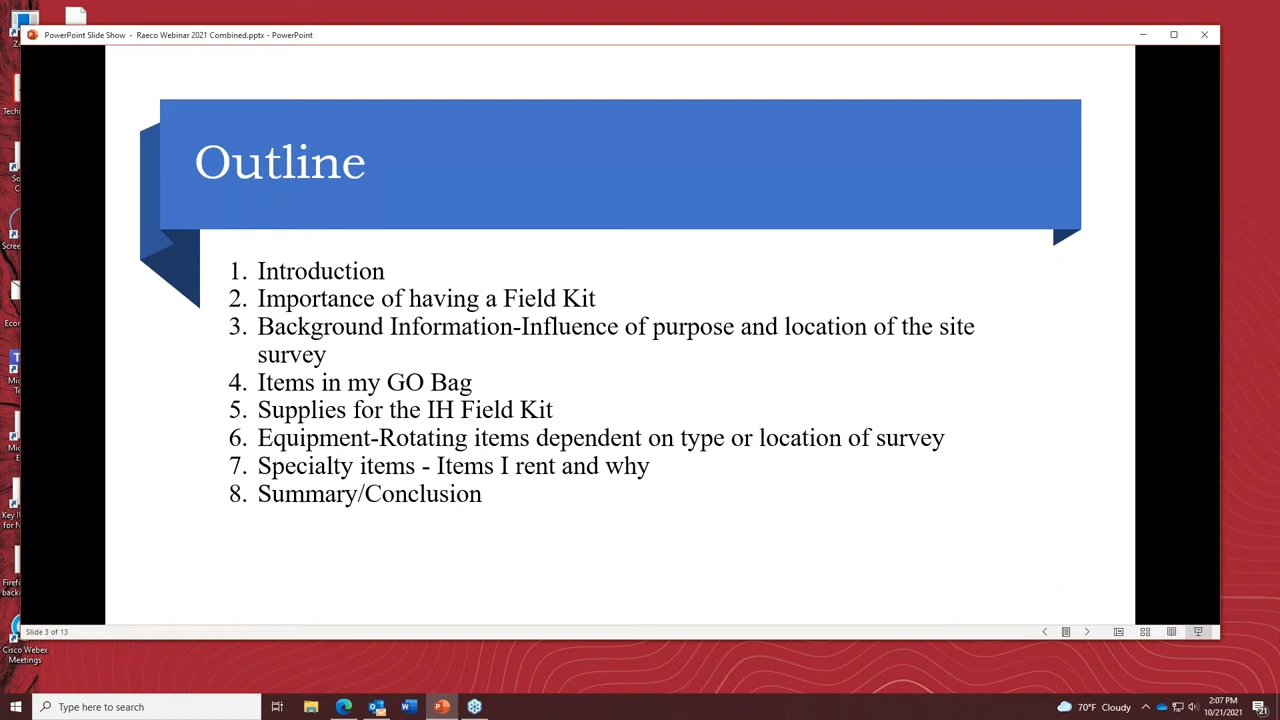 PowerPoint Slide Show - Raeco Webinar 2021 Combined.pptx - PowerPoint
Outline
1. Introduction
2. Importance of having a Field Kit
3. Background Information-Influence of purpose and location of the site
survey
4. Items in my GO Bag
5. Supplies for the IH Field Kit
6. Equipment-Rotating items dependent on type or location of survey
7. Specialty items - Items I rent and why
8. Summary/Conclusion
Slide 3 of 13
Cisco Webex
Meetings
Type here to search
70°F Cloudy
2:07 PM
10/21/2021
21